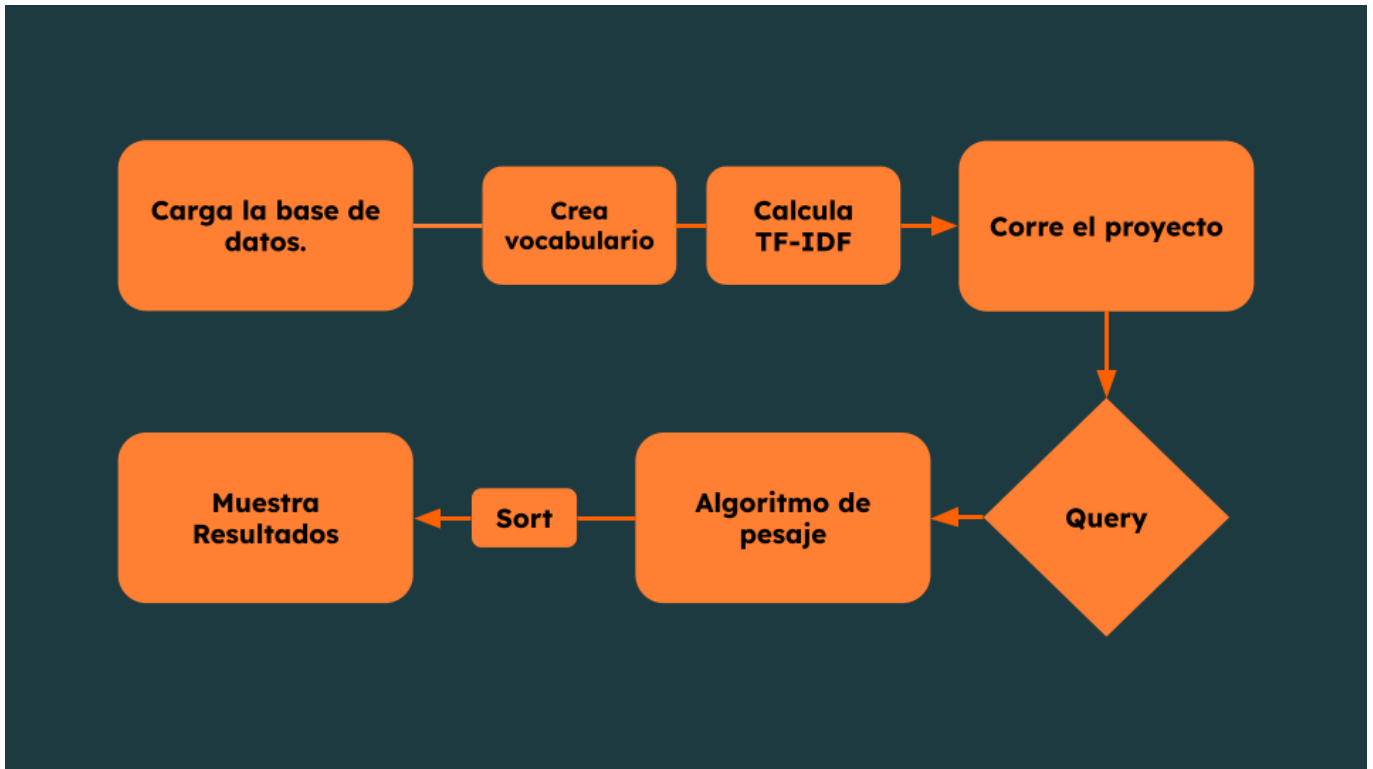 Carga la base de
datos.
Crea
vocabulario
Calcula
TF-IDF
Corre el proyecto
Query
Algoritmo de
pesaje
Sort
Muestra
Resultados